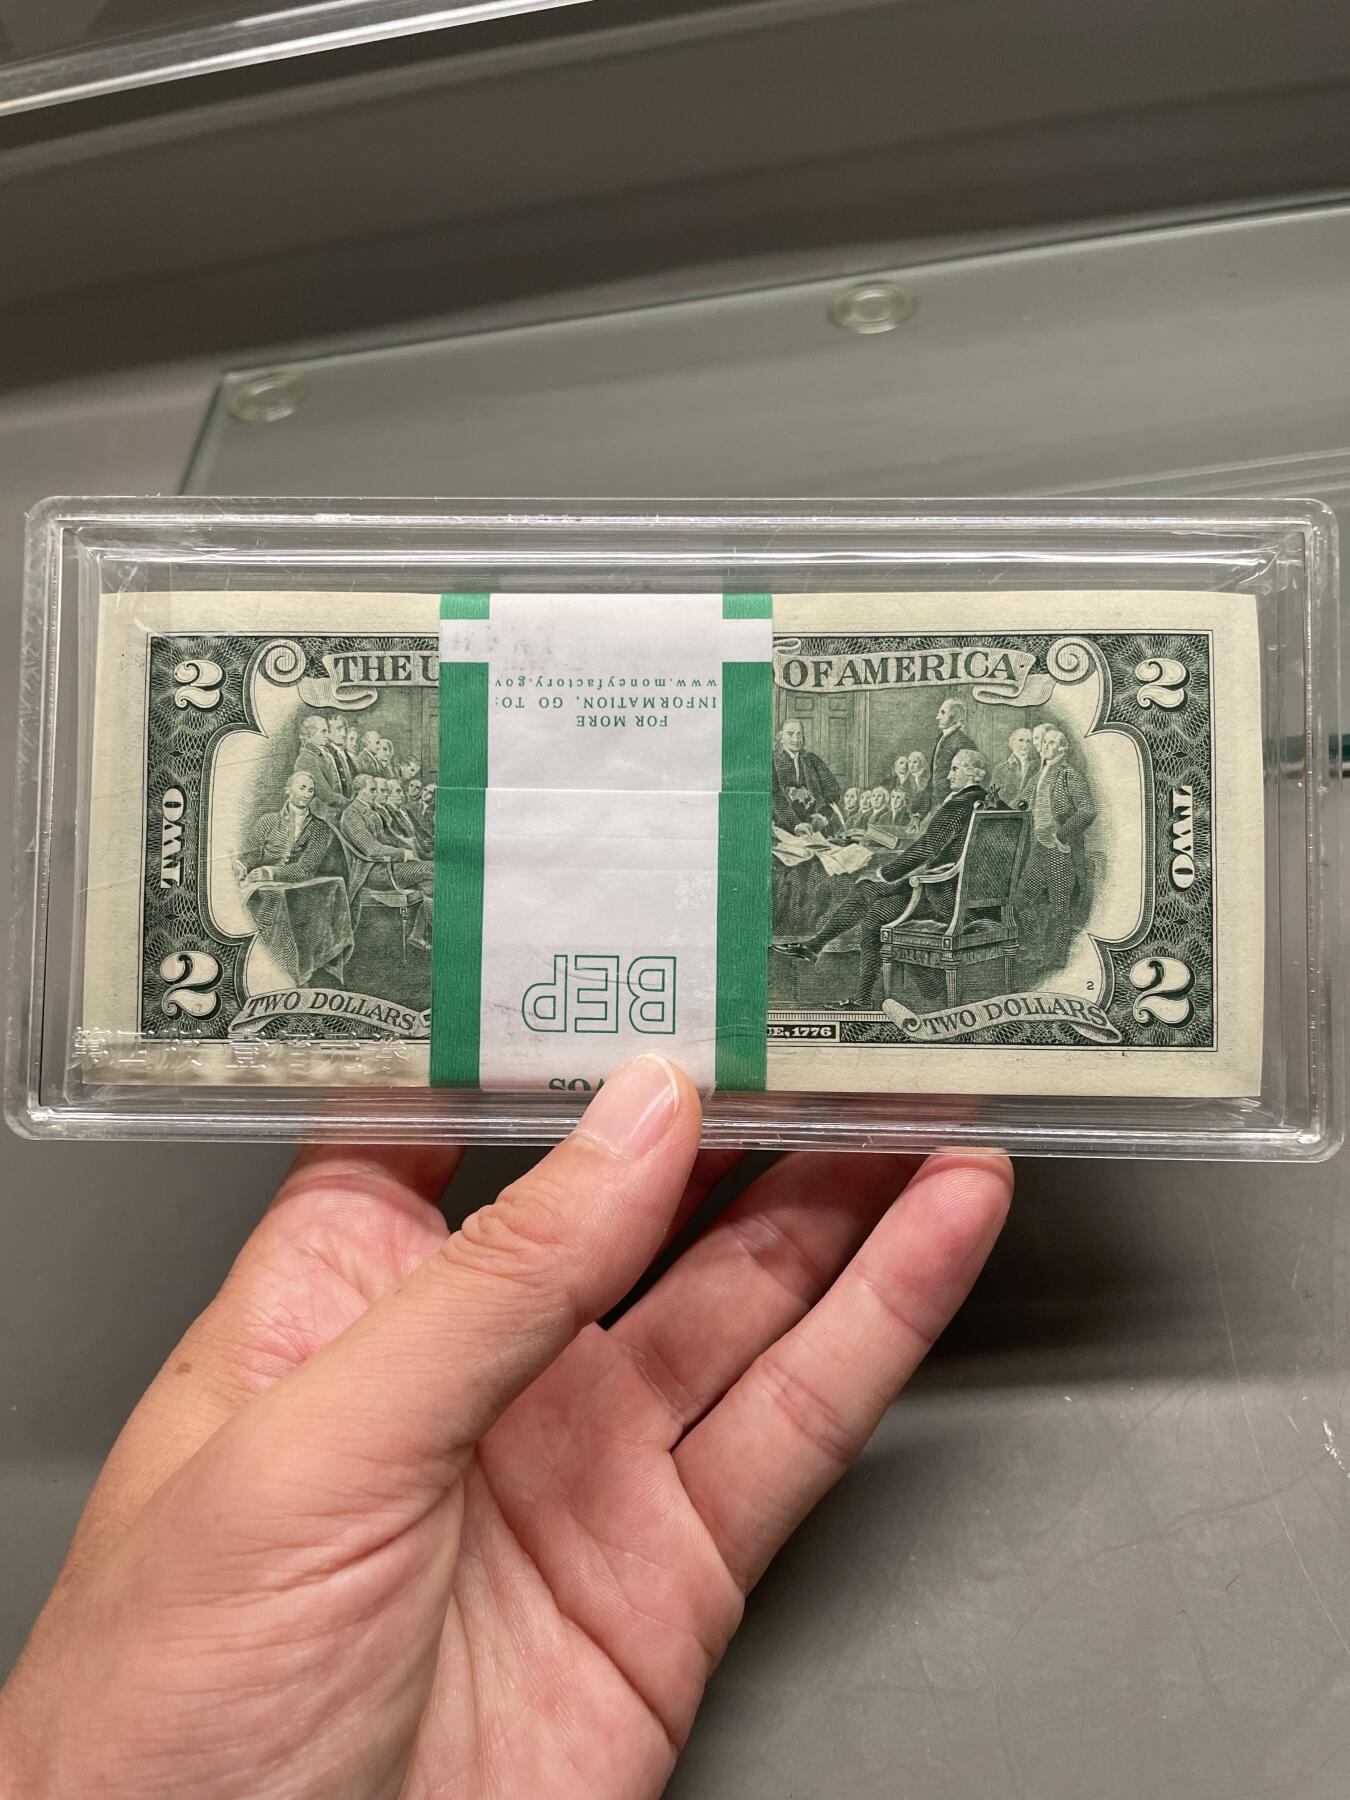 2
THE U
OF AMERICA
2
www.moneyfactory.gov
INFORMATION, GO TO:
FOR MORE
TWO
TWO
BEP
2
TWO DOLLARS
E, 1776
2
TWO DOLLARS
2